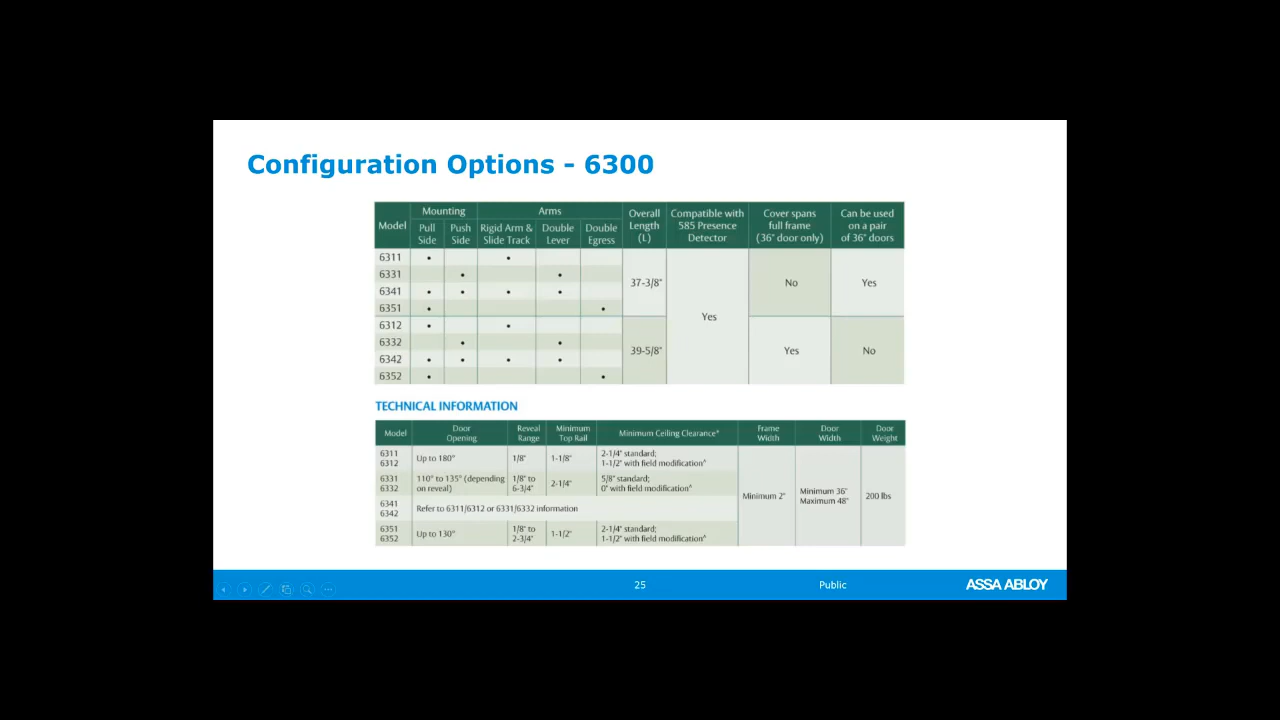 Configuration Options - 6300
Model Mounting Arms Overall Length (L) Compatible with 585 Presence Detector Cover spans full frame (36" door only) Can be used on a pair of 36" doors
Pull Side Push Side Rigid Arm & Slide Track Double Lever Double Egress
6311 • •
6331 • •
37-3/8" No Yes
6341 • • • •
6351 • •
Yes
6312 • •
6332 • •
39-5/8" Yes No
6342 • • • •
6352 • •
TECHNICAL INFORMATION
Model Door Opening Reveal Range Minimum Top Rail Minimum Ceiling Clearance* Frame Width Door Width Door Weight
6311 6312 Up to 180° 1/8" 1-1/8" 2-1/4" standard; 1-1/2" with field modification^
6331 6332 110° to 135° (depending on reveal) 1/8" to 6-3/4" 2-1/4" 5/8" standard; 0" with field modification^
Minimum 2" Minimum 36" Maximum 48" 200 lbs
6341 6342 Refer to 6311/6312 or 6331/6332 information
6351 6352 Up to 130° 1/8" to 2-3/4" 1-1/2" 2-1/4" standard; 1-1/2" with field modification^
25 Public ASSA ABLOY